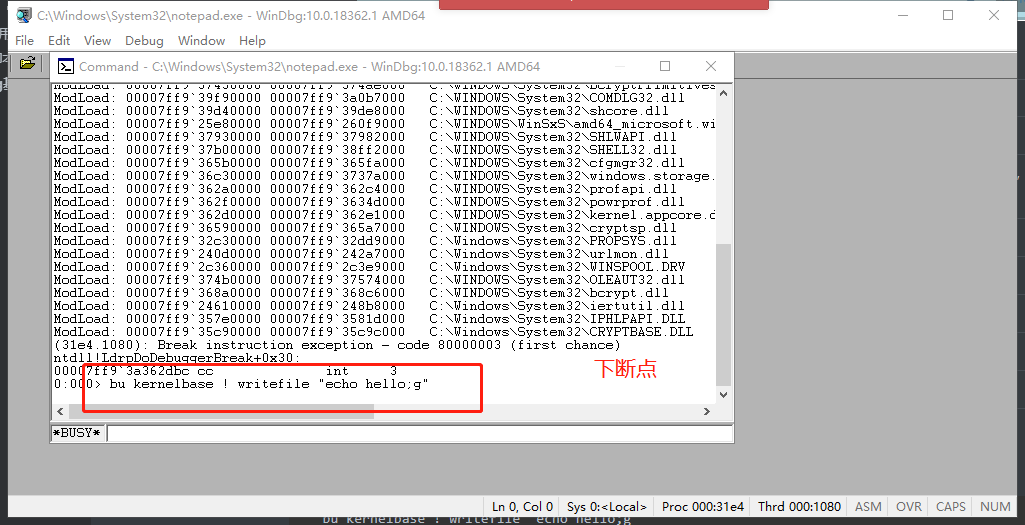 C:\Windows\System32\notepad.exe - WinDbg:10.0.18362.1 AMD64
File Edit View Debug Window Help
Command - C:\Windows\System32\notepad.exe - WinDbg:10.0.18362.1 AMD64
ModLoad: 00007ff9`39f90000 00007ff9`3a0b7000 C:\WINDOWS\System32\COMDLG32.dll
ModLoad: 00007ff9`39d40000 00007ff9`39de8000 C:\WINDOWS\System32\shcore.dll
ModLoad: 00007ff9`25e80000 00007ff9`260f9000 C:\WINDOWS\WinSxS\amd64_microsoft.wi
ModLoad: 00007ff9`37930000 00007ff9`37982000 C:\WINDOWS\System32\SHLWAPI.dll
ModLoad: 00007ff9`37b00000 00007ff9`38ff2000 C:\WINDOWS\System32\SHELL32.dll
ModLoad: 00007ff9`365b0000 00007ff9`365fa000 C:\WINDOWS\System32\cfgmgr32.dll
ModLoad: 00007ff9`36c30000 00007ff9`3737a000 C:\WINDOWS\System32\windows.storage.
ModLoad: 00007ff9`362a0000 00007ff9`362c4000 C:\WINDOWS\System32\profapi.dll
ModLoad: 00007ff9`362f0000 00007ff9`3634d000 C:\WINDOWS\System32\powrprof.dll
ModLoad: 00007ff9`362d0000 00007ff9`362e1000 C:\WINDOWS\System32\kernel.appcore.d
ModLoad: 00007ff9`36590000 00007ff9`365a7000 C:\WINDOWS\System32\cryptsp.dll
ModLoad: 00007ff9`32c30000 00007ff9`32dd9000 C:\Windows\System32\PROPSYS.dll
ModLoad: 00007ff9`240d0000 00007ff9`242a7000 C:\Windows\System32\urlmon.dll
ModLoad: 00007ff9`2c360000 00007ff9`2c3e9000 C:\Windows\System32\WINSPOOL.DRV
ModLoad: 00007ff9`374b0000 00007ff9`37574000 C:\WINDOWS\System32\OLEAUT32.dll
ModLoad: 00007ff9`368a0000 00007ff9`368c6000 C:\WINDOWS\System32\bcrypt.dll
ModLoad: 00007ff9`24610000 00007ff9`248b8000 C:\Windows\System32\iertutil.dll
ModLoad: 00007ff9`357e0000 00007ff9`3581d000 C:\Windows\System32\IPHLPAPI.DLL
ModLoad: 00007ff9`35c90000 00007ff9`35c9c000 C:\Windows\System32\CRYPTBASE.DLL
(31e4.1080): Break instruction exception - code 80000003 (first chance)
ntdll!LdrpDoDebuggerBreak+0x30:
00007ff9`3a362dbc cc int 3
0:000> bu kernelbase ! writefile "echo hello;g"
下断点
*BUSY*
Ln 0, Col 0 Sys 0:<Local> Proc 000:31e4 Thrd 000:1080 ASM OVR CAPS NUM